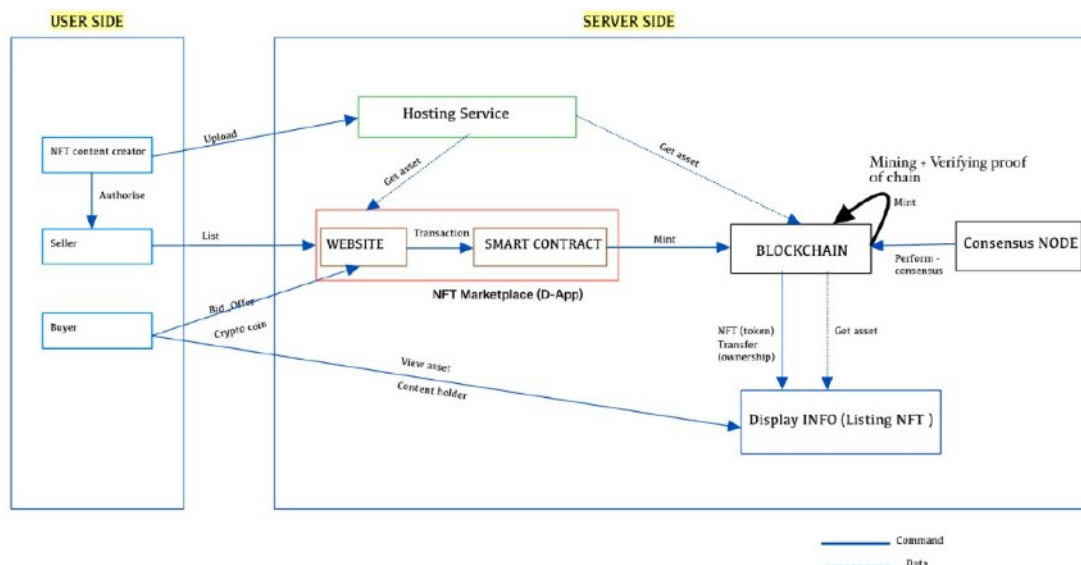 USER SIDE
SERVER SIDE
Hosting Service
NFT content creator
Upload
Get asset
Get asset
Mining + Verifying proof
of chain
Mint
Authorise
Seller
List
WEBSITE
Transaction
SMART CONTRACT
Mint
BLOCKCHAIN
Consensus NODE
Perform -
consensus
NFT Marketplace (D-App)
Buyer
Bid_Offer
Crypto coin
NFT (token)
Transfer
(ownership)
Get asset
View asset
Content holder
Display INFO (Listing NFT )
Command
Data